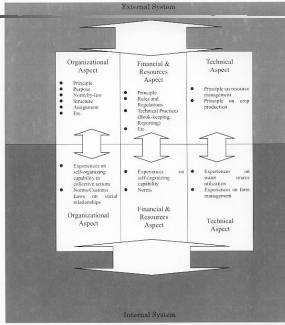 External System
Organizational
Aspect
● Principle
● Purpose
● Norm/by-law
● Structure
● Assignment
● Etc.
Financial &
Resources
Aspect
● Principle
● Rules and
Regulations
● Technical Practices
(Book-keeping,
Reporting)
● Etc.
Technical
Aspect
● Principle on resource
management
● Principle on crop
production
● Experiences on
self-organizing
capability in
collective actions
● Norms/Customs
Laws on social
relationships
Organizational
Aspect
● Experiences on
self-organizing
capability
● Norms
Financial &
Resources
Aspect
● Experiences on
water source
utilization
● Experiences on farm
management
Technical
Aspect
Internal System